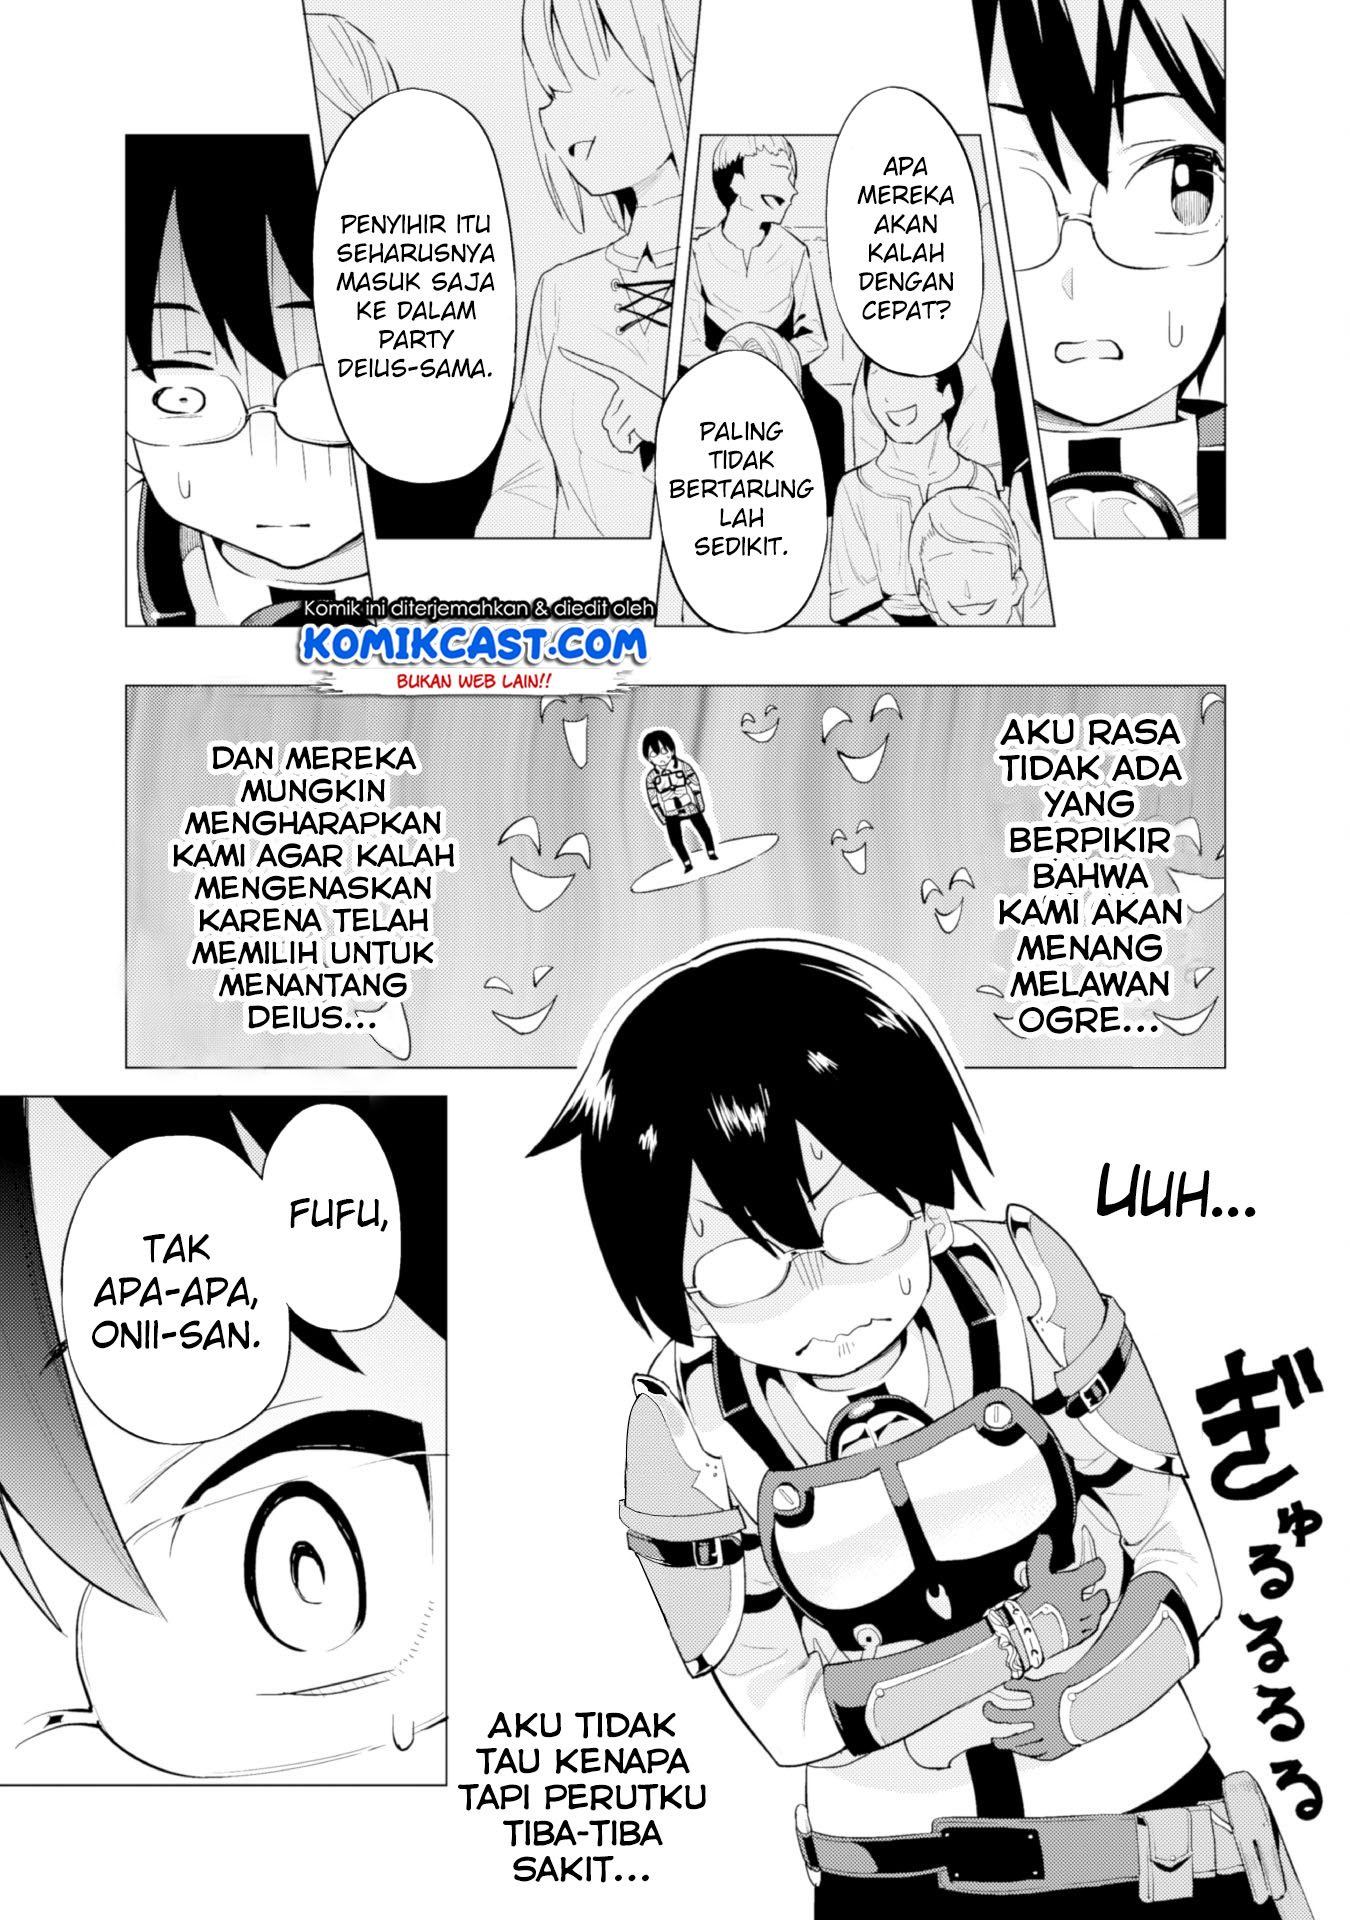 APA
MEREKA
AKAN
KALAH
DENGAN
CEPAT?
PALING
TIDAK
BERTARUNG
LAH
SEDIKIT.
PENYIHIR ITU
SEHARUSNYA
MASUK SAJA
KE DALAM
PARTY
DEIUS-SAMA.
Komik ini diterjemahkan & diedit oleh
KOMIKCAST.COM
BUKAN WEB LAIN!!
AKU RASA
TIDAK ADA
YANG
BERPIKIR
BAHWA
KAMI AKAN
MENANG
MELAWAN
OGRE...
DAN MEREKA
MUNGKIN
MENGHARAPKAN
KAMI AGAR KALAH
MENGENASKAN
KARENA TELAH
MEMILIH UNTUK
MENANTANG
DEIUS...
UUH...
ぎゅるるるるる
AKU TIDAK
TAU KENAPA
TAPI PERUTKU
TIBA-TIBA
SAKIT...
FUFU,
TAK
APA-APA,
ONII-SAN.